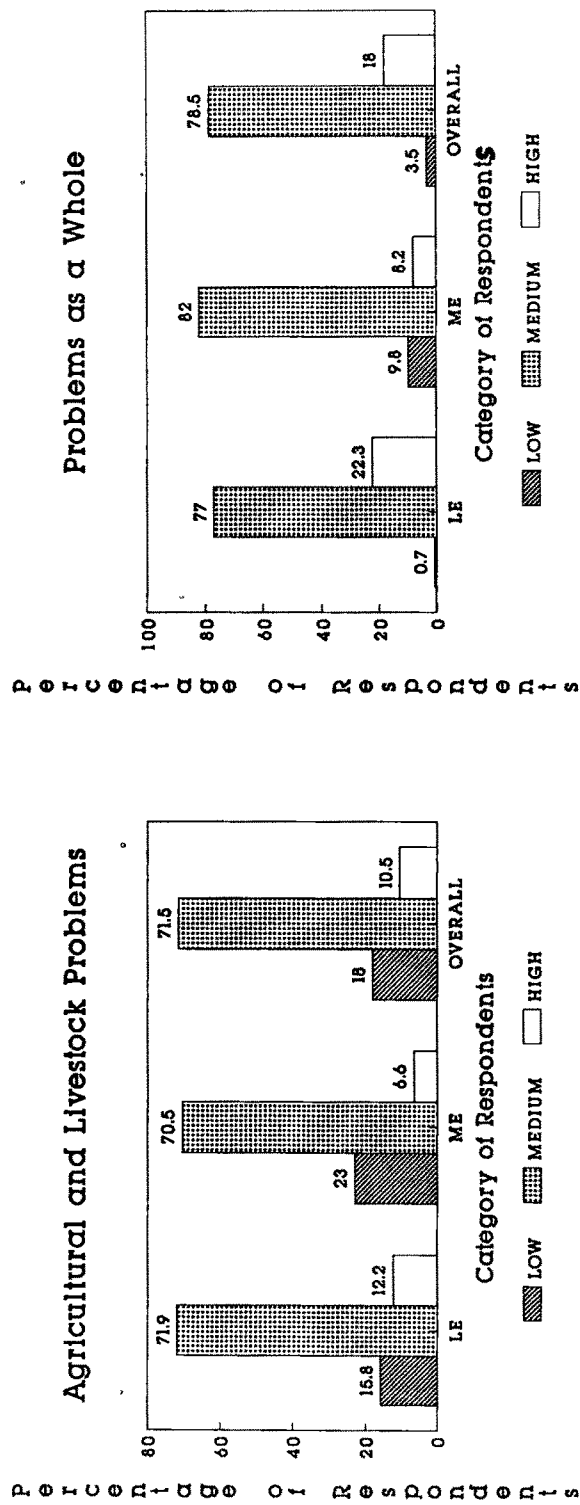 Agricultural and Livestock Problems
Percentage of Respondents
80
60
40
20
0
15.8
71.9
12.2
23
70.5
6.6
18
71.5
10.5
LE
ME
OVERALL
Category of Respondents
LOW
MEDIUM
HIGH
Problems as a Whole
Percentage of Respondents
100
80
60
40
20
0
0.7
77
22.3
9.8
82
8.2
3.5
78.5
18
LE
ME
OVERALL
Category of Respondents
LOW
MEDIUM
HIGH